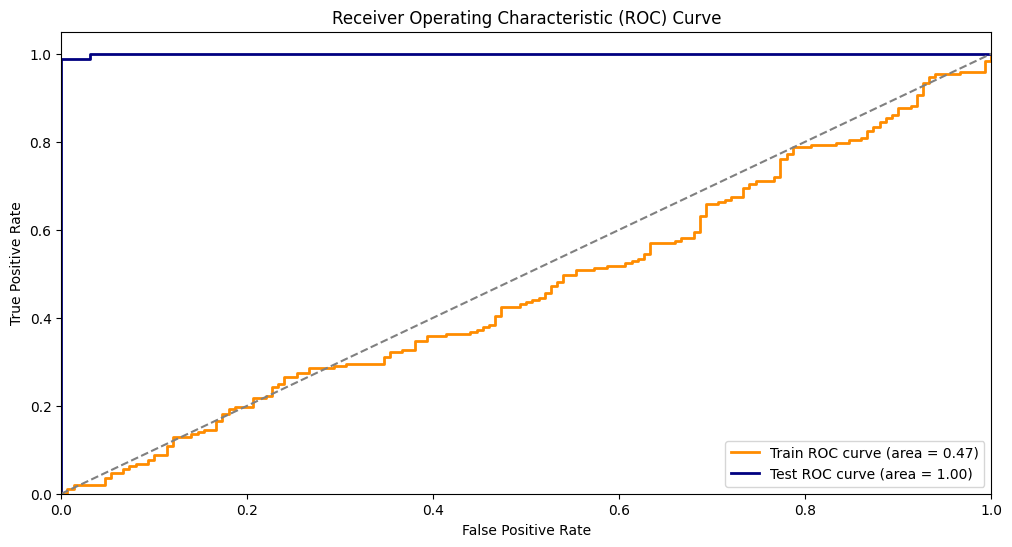 Receiver Operating Characteristic (ROC) Curve
True Positive Rate
1.0
0.8
0.6
0.4
0.2
0.0
Train ROC curve (area = 0.47)
Test ROC curve (area = 1.00)
0.0 0.2 0.4 0.6 0.8 1.0
False Positive Rate